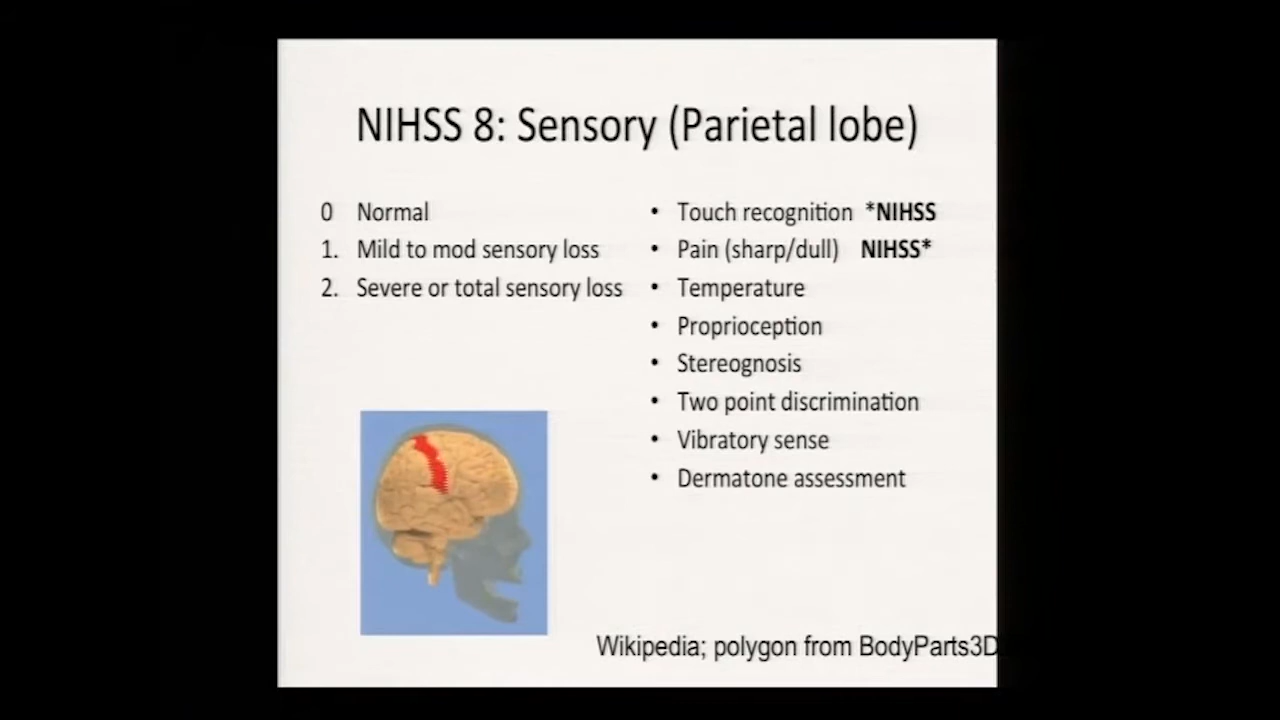 NIHSS 8: Sensory (Parietal lobe)
0 Normal
1. Mild to mod sensory loss
2. Severe or total sensory loss
• Touch recognition *NIHSS
• Pain (sharp/dull) NIHSS*
• Temperature
• Proprioception
• Stereognosis
• Two point discrimination
• Vibratory sense
• Dermatone assessment
Wikipedia; polygon from BodyParts3D